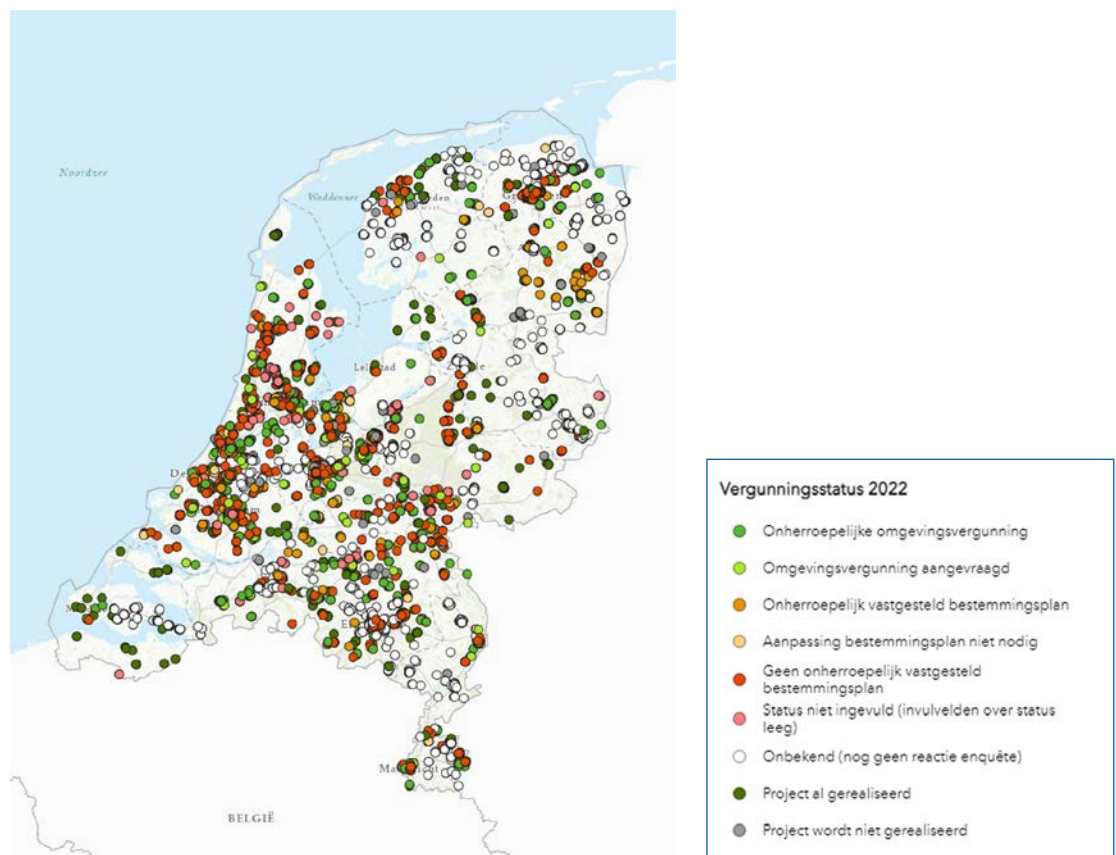 Noordzee
Waddenzee
Lelystad
BELGIË
Vergunningsstatus 2022
Onherroepelijke omgevingsvergunning
Omgevingsvergunning aangevraagd
Onherroepelijk vastgesteld bestemmingsplan
Aanpassing bestemmingsplan niet nodig
Geen onherroepelijk vastgesteld
bestemmingsplan
Status niet ingevuld (invulvelden over status
leeg)
Onbekend (nog geen reactie enquête)
Project al gerealiseerd
Project wordt niet gerealiseerd